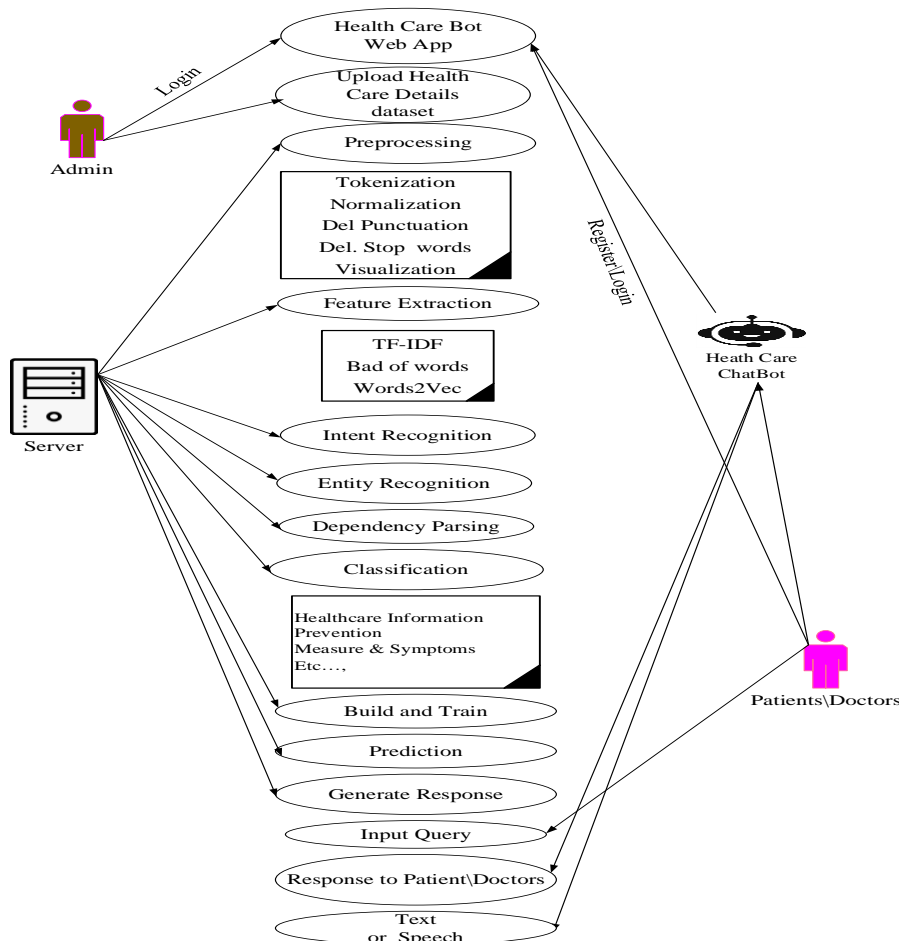 Health Care Bot
Web App
Login
Upload Health
Care Details
dataset
Admin
Preprocessing
Tokenization
Normalization
Del Punctuation
Del. Stop words
Visualization
Register\Login
Feature Extraction
TF-IDF
Bad of words
Words2Vec
Heath Care
ChatBot
Server
Intent Recognition
Entity Recognition
Dependency Parsing
Classification
Healthcare Information
Prevention
Measure & Symptoms
Etc…,
Patients\Doctors
Build and Train
Prediction
Generate Response
Input Query
Response to Patient\Doctors
Text
or Speech